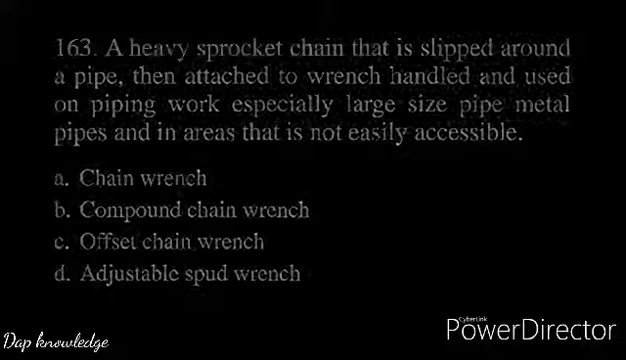 163. A heavy sprocket chain that is slipped around
a pipe, then attached to wrench handled and used
on piping work especially large size pipe metal
pipes and in areas that is not easily accessible.
a. Chain wrench
b. Compound chain wrench
c. Offset chain wrench
d. Adjustable spud wrench
CyberLink
PowerDirector
Dap knowledge